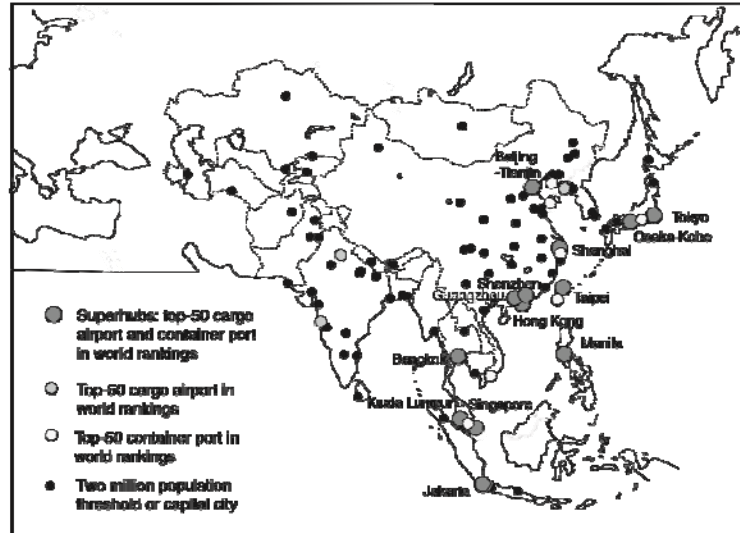 Beijing
-Tianjin
Tokyo
Osaka-Kobe
Shanghai
Shenzhen
Guangzhou
Taipei
Hong Kong
Manila
Bangkok
Kuala Lumpur
Singapore
Jakarta
Superhubs: top-50 cargo
airport and container port
in world rankings
Top-50 cargo airport in
world rankings
Top-50 container port in
world rankings
Two million population
threshold or capital city